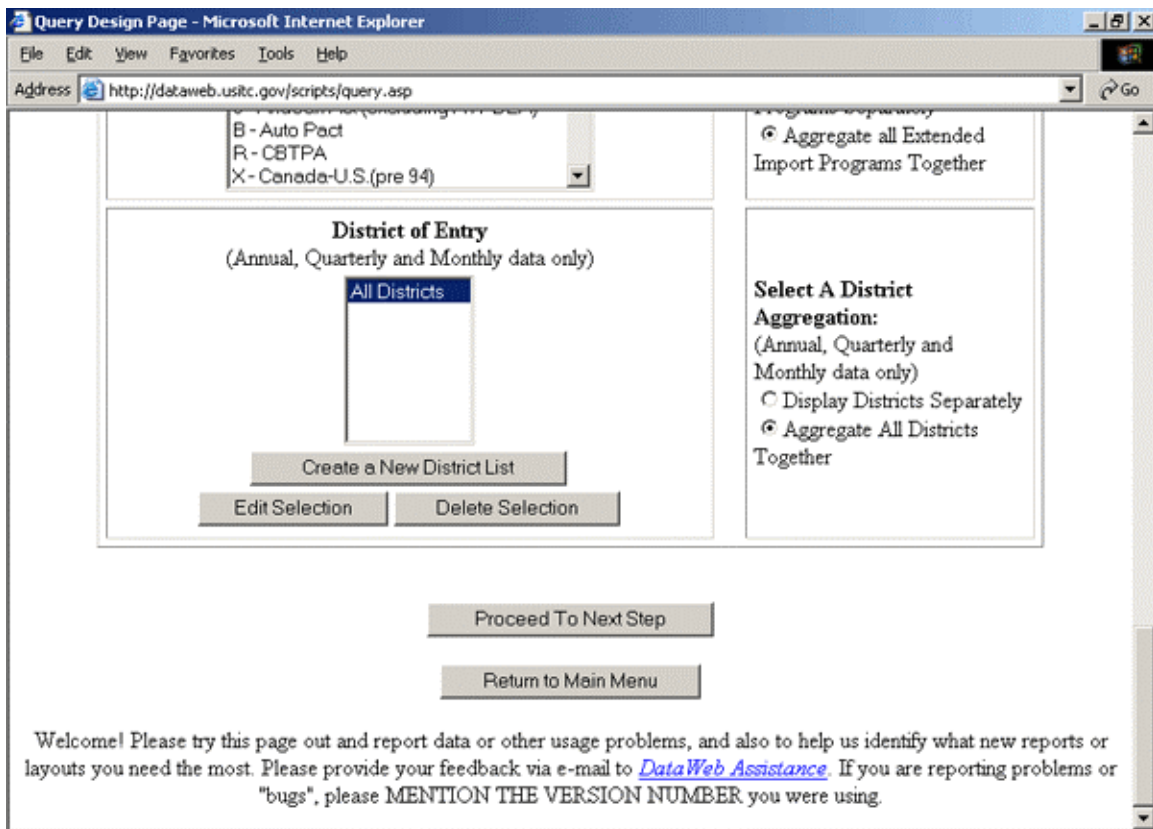 Query Design Page - Microsoft Internet Explorer
File Edit View Favorites Tools Help
Address http://dataweb.usitc.gov/scripts/query.asp Go
B - Auto Pact
R - CBTPA
X - Canada-U.S.(pre 94)
Programs Separately
Aggregate all Extended
Import Programs Together
District of Entry
(Annual, Quarterly and Monthly data only)
All Districts
Create a New District List
Edit Selection Delete Selection
Select A District
Aggregation:
(Annual, Quarterly and
Monthly data only)
Display Districts Separately
Aggregate All Districts
Together
Proceed To Next Step
Return to Main Menu
Welcome! Please try this page out and report data or other usage problems, and also to help us identify what new reports or
layouts you need the most. Please provide your feedback via e-mail to DataWeb Assistance. If you are reporting problems or
"bugs", please MENTION THE VERSION NUMBER you were using.